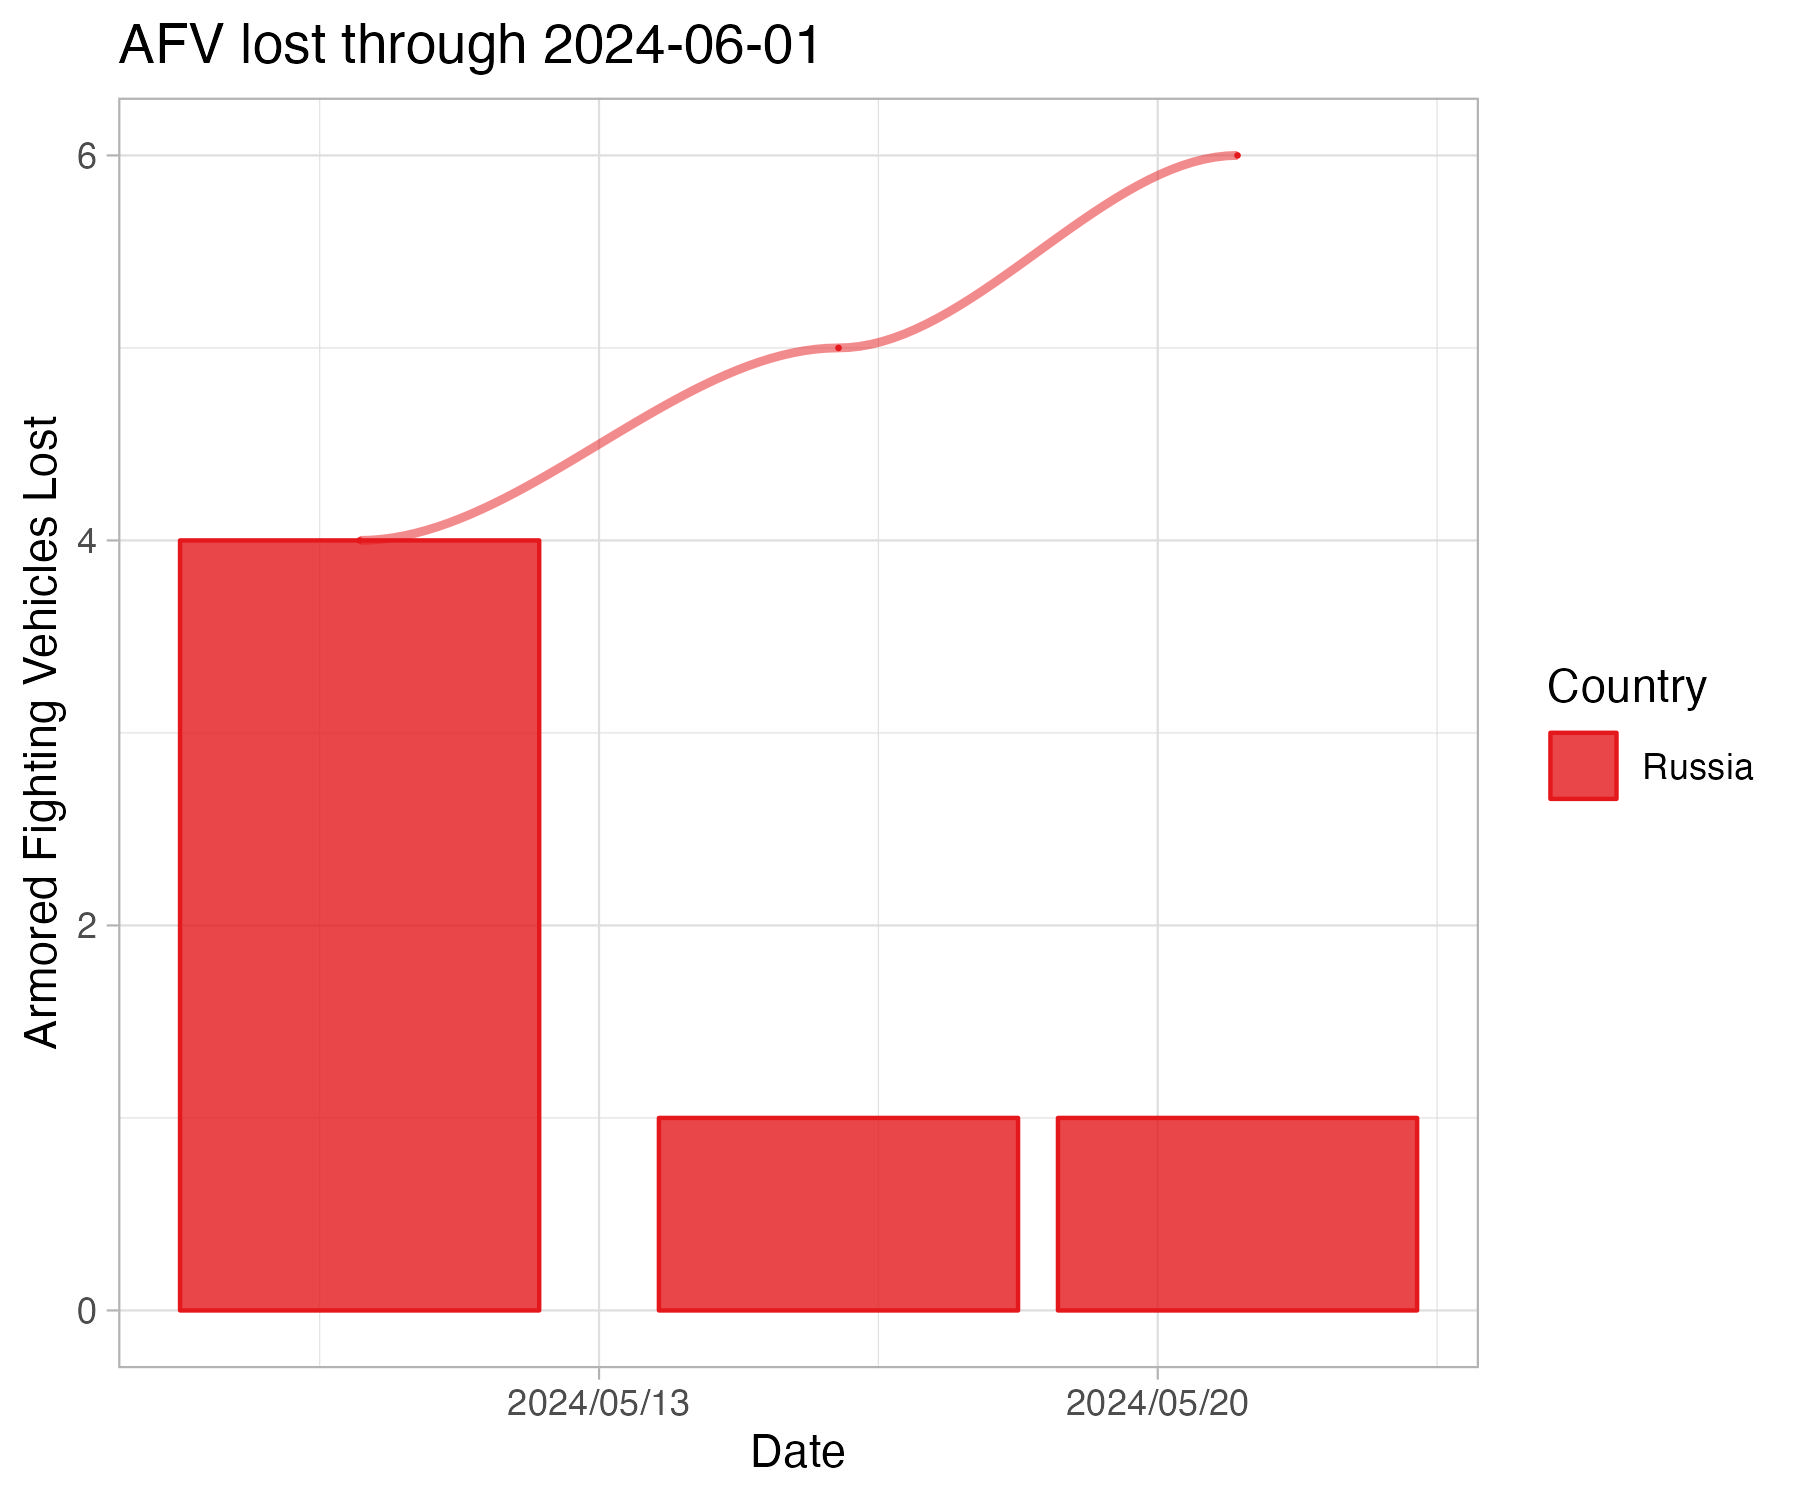 AFV lost through 2024-06-01
Armored Fighting Vehicles Lost
6
4
2
0
2024/05/13
2024/05/20
Date
Country
Russia